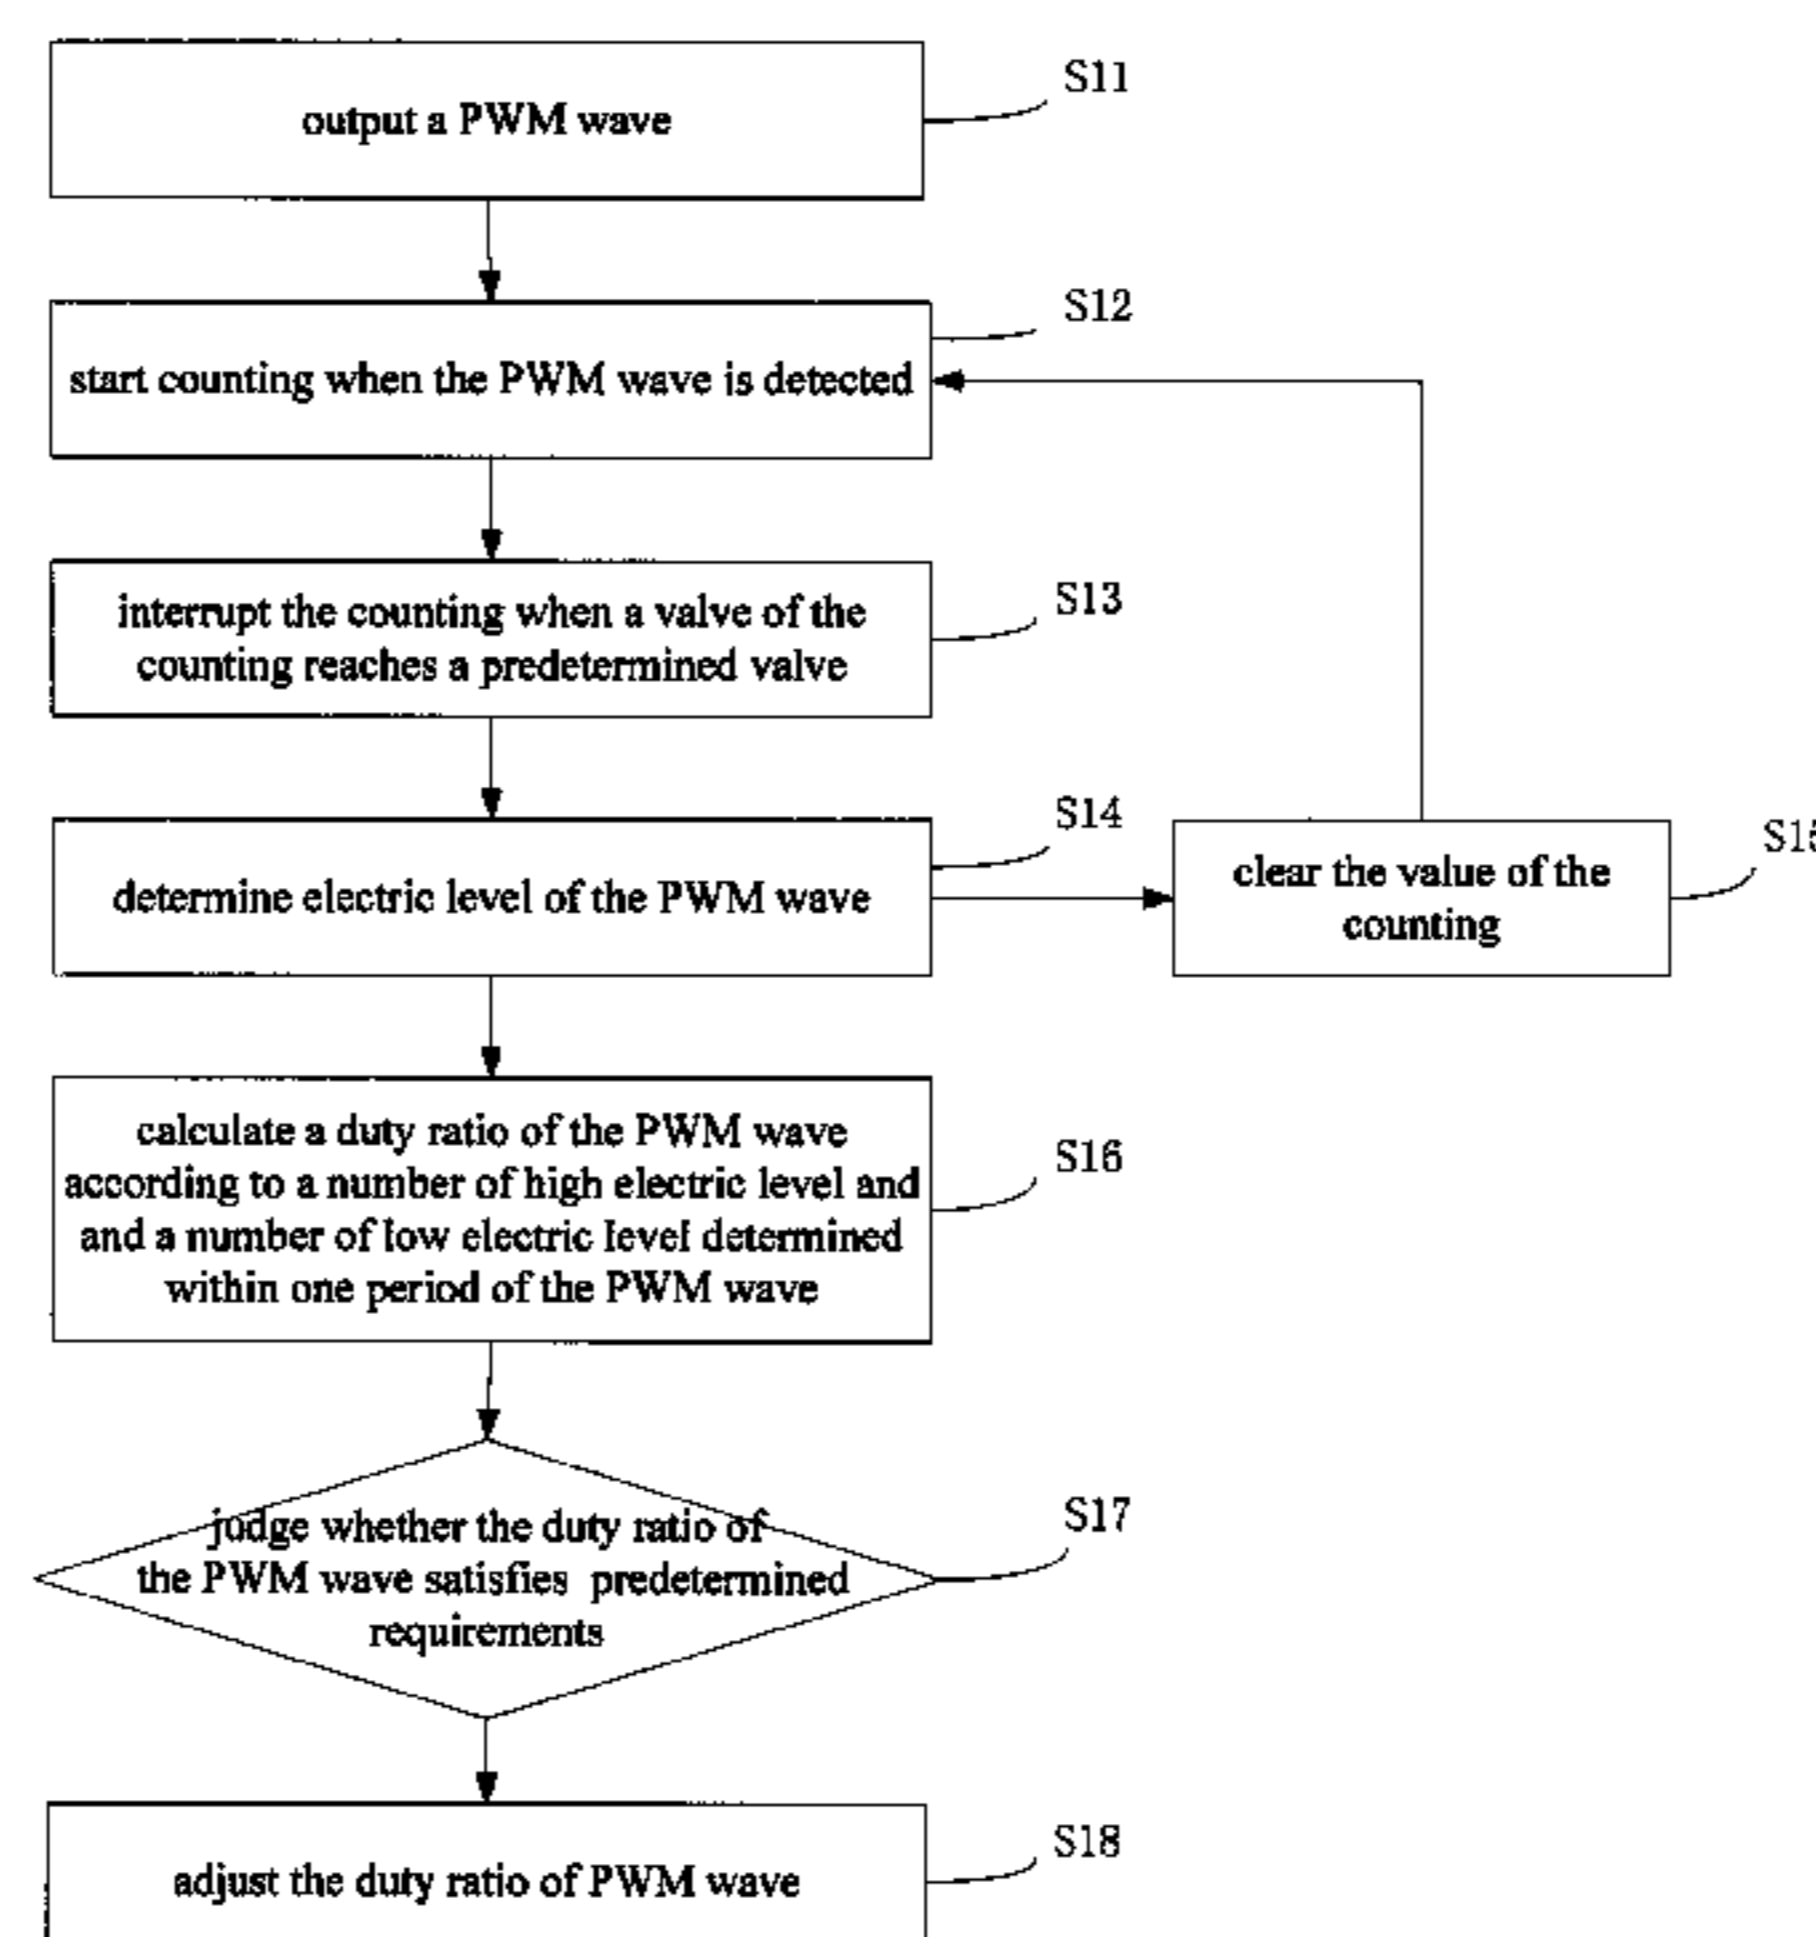 output a PWM wave
S11
start counting when the PWM wave is detected
S12
interrupt the counting when a valve of the
counting reaches a predetermined valve
S13
determine electric level of the PWM wave
S14
clear the value of the
counting
calculate a duty ratio of the PWM wave
according to a number of high electric level and
and a number of low electric level determined
within one period of the PWM wave
S16
judge whether the duty ratio of
the PWM wave satisfies predetermined
requirements
S17
adjust the duty ratio of PWM wave
S18